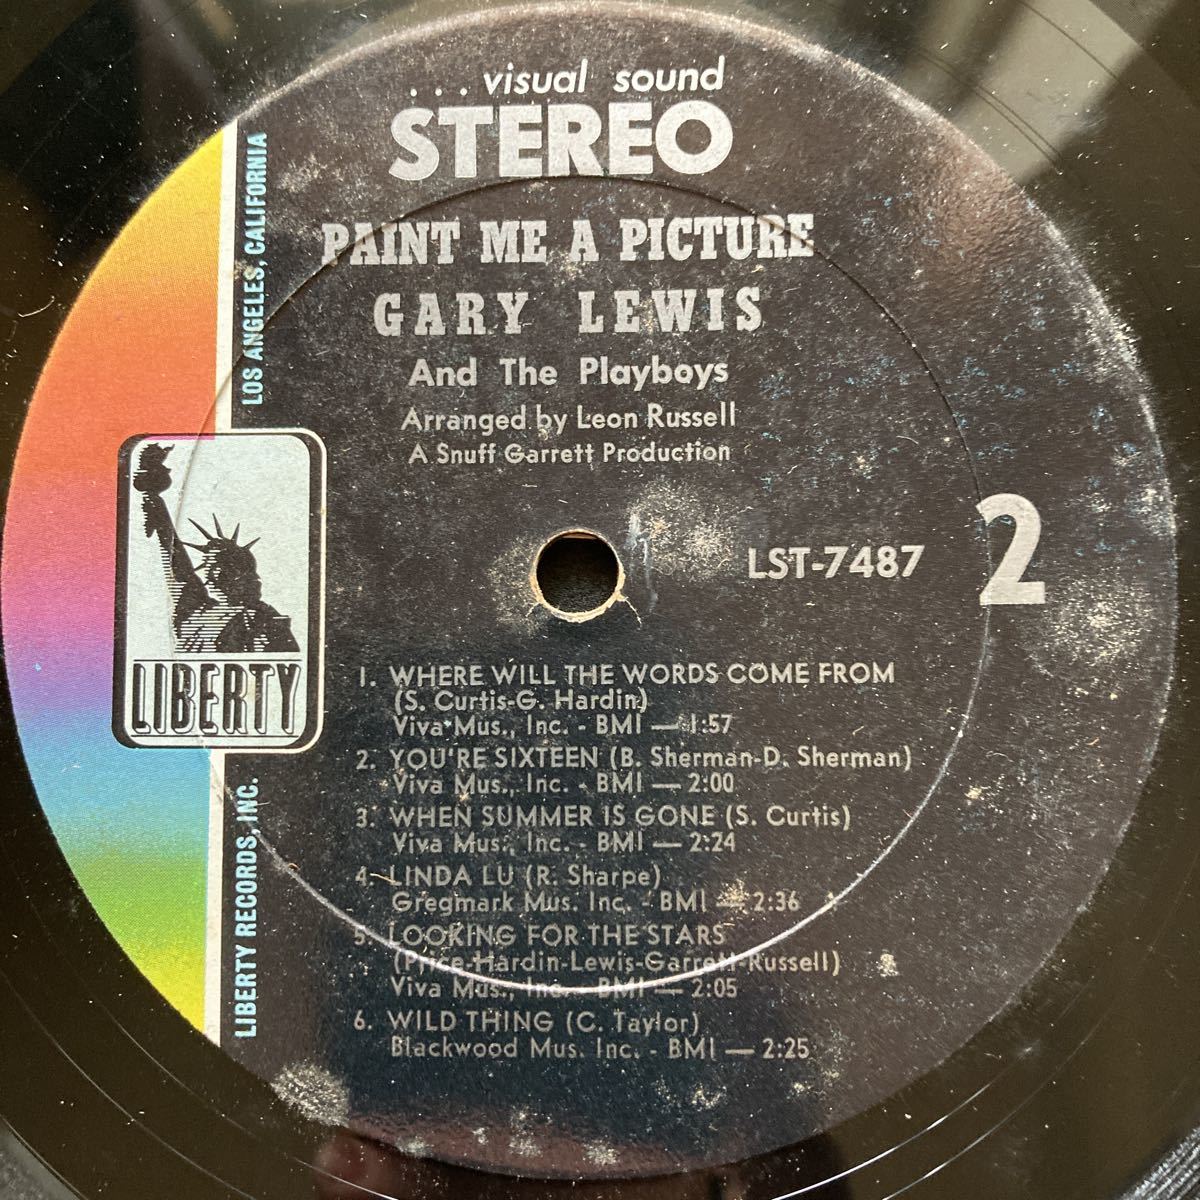 ...visual sound
STEREO
PAINT ME A PICTURE
GARY LEWIS
And The Playboys
Arranged by Leon Russell
A Snuff Garrett Production
LOS ANGELES, CALIFORNIA
LIBERTY
LIBERTY RECORDS, INC.
LST-7487
2
1. WHERE WILL THE WORDS COME FROM
(S. Curtis-G. Hardin)
Viva Mus., Inc. - BMI — 1:57
2. YOU'RE SIXTEEN (B. Sherman-D. Sherman)
Viva Mus., Inc. - BMI — 2:00
3. WHEN SUMMER IS GONE (S. Curtis)
Viva Mus., Inc. - BMI — 2:24
4. LINDA LU (R. Sharpe)
Gregmark Mus. Inc. - BMI — 2:36
5. LOOKING FOR THE STARS
(Price-Hardin-Lewis-Garrett-Russell)
Viva Mus., Inc. - BMI — 2:05
6. WILD THING (C. Taylor)
Blackwood Mus. Inc. - BMI — 2:25